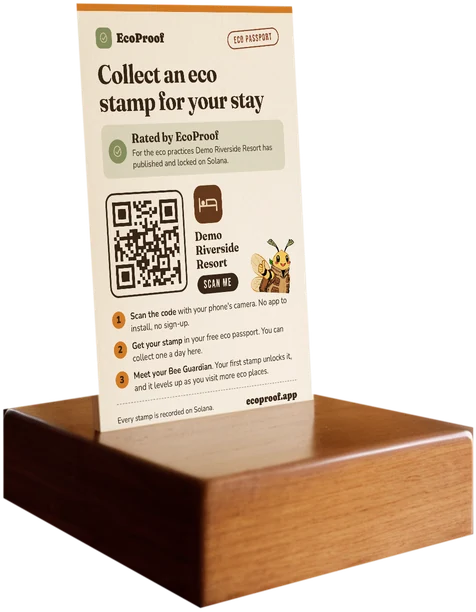 EcoProof
ECO PASSPORT
Collect an eco
stamp for your stay
Rated by EcoProof
For the eco practices Demo Riverside Resort has
published and locked on Solana.
Demo
Riverside
Resort
SCAN ME
1 Scan the code with your phone's camera. No app to
install, no sign-up.
2 Get your stamp in your free eco passport. You can
collect one a day here.
3 Meet your Bee Guardian. Your first stamp unlocks it,
and it levels up as you visit more eco places.
Every stamp is recorded on Solana.
ecoproof.app